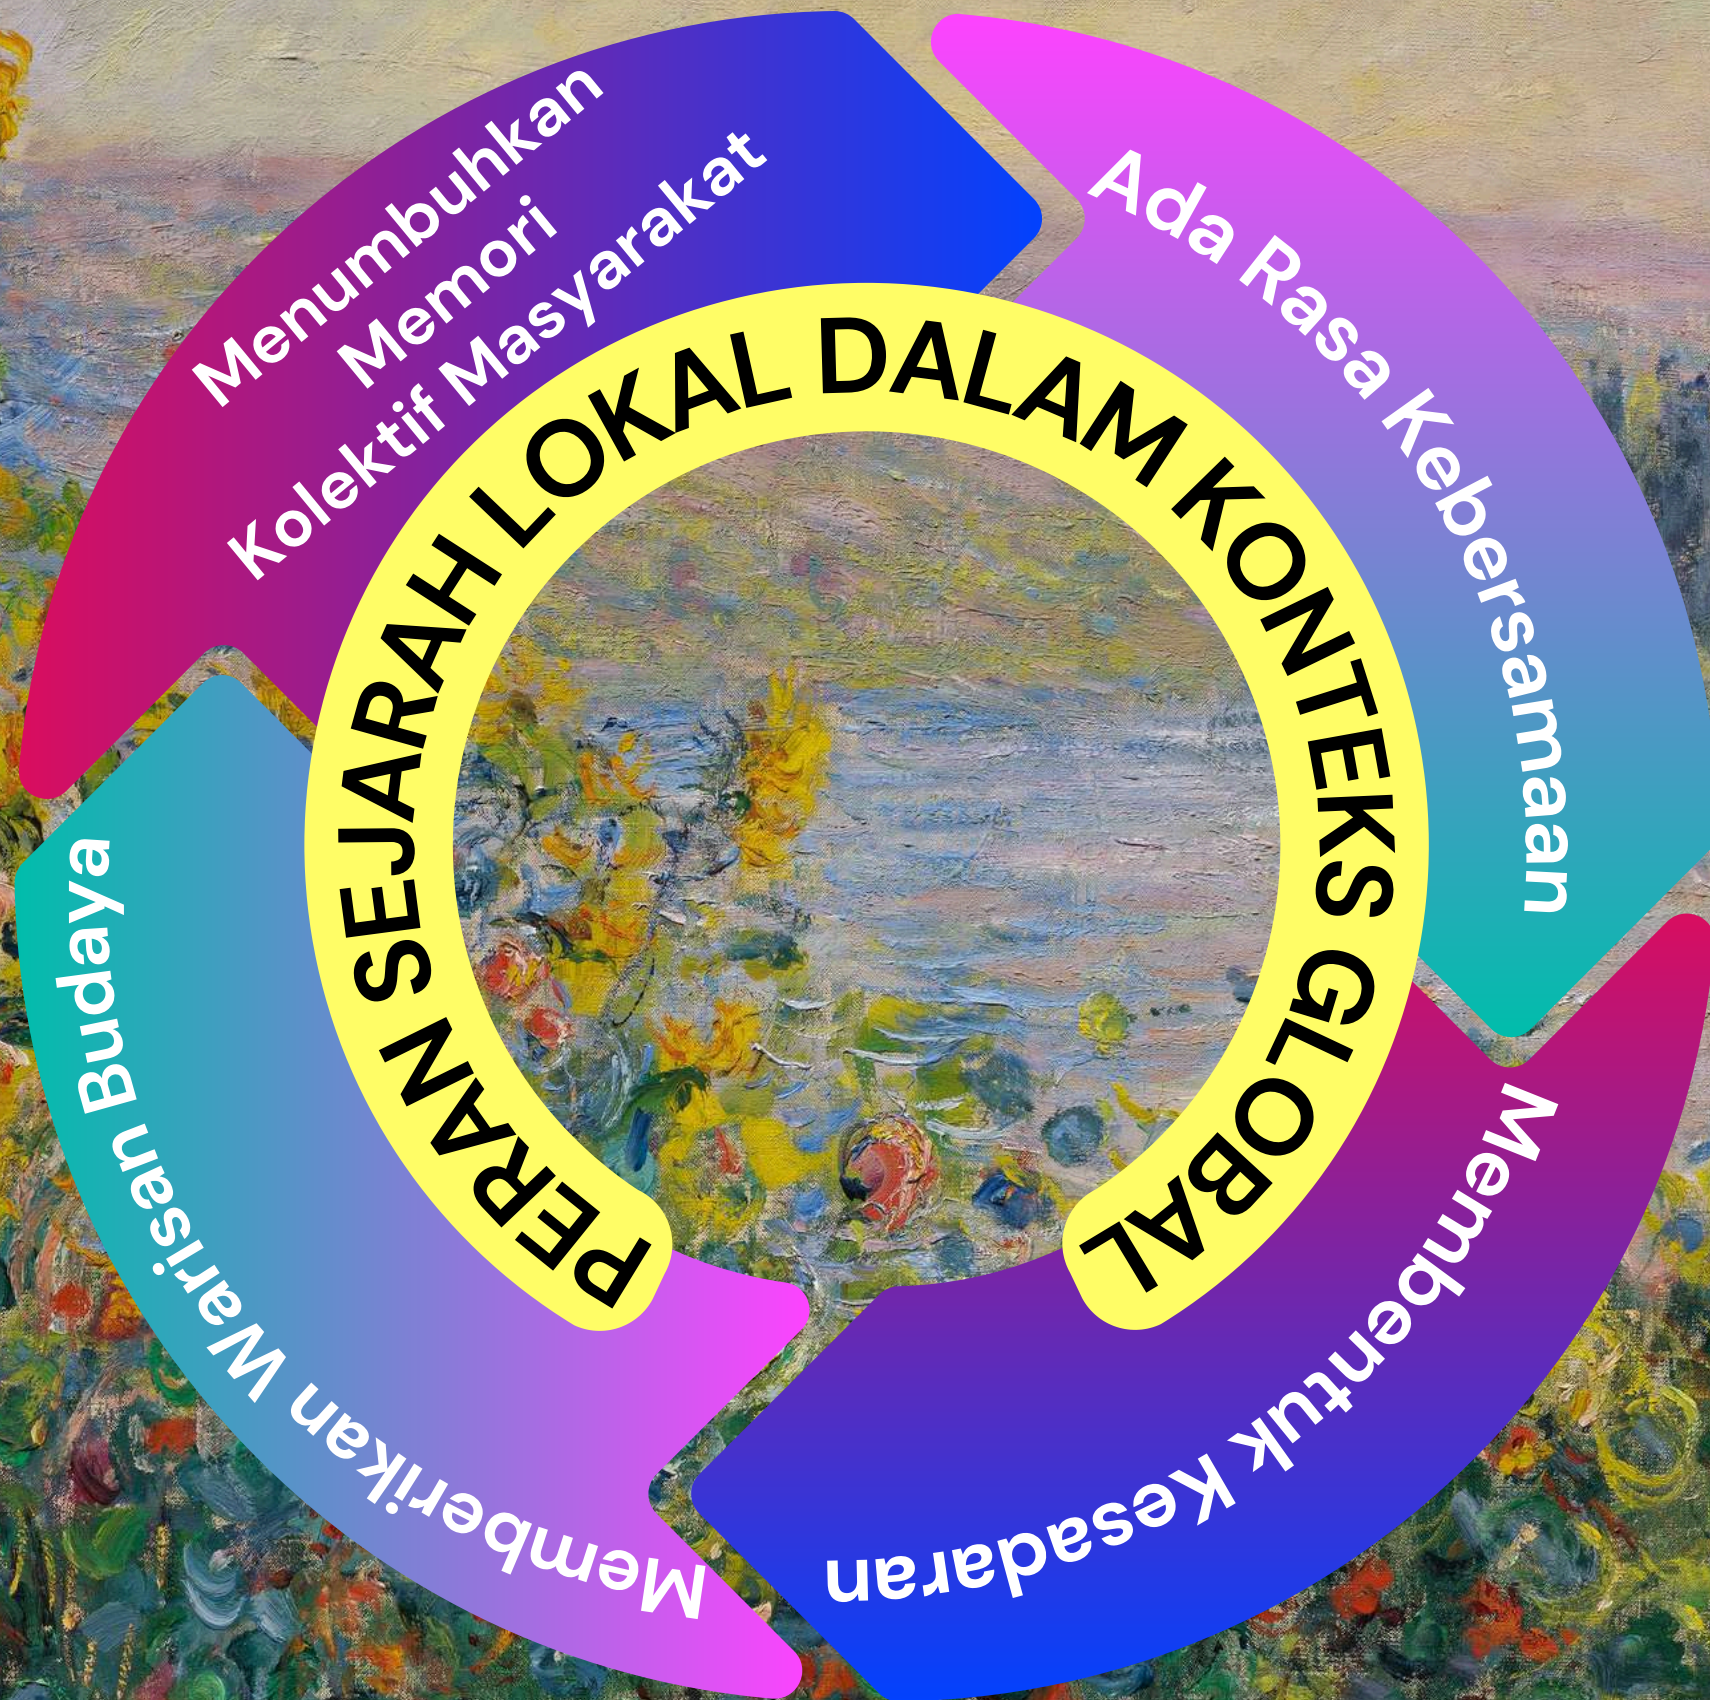 PERAN SEJARAH LOKAL DALAM KONTEKS GLOBAL
Menumbuhkan
Memori
Kolektif Masyarakat
Ada Rasa Kebersamaan
Membentuk Kesadaran
Memberikan Warisan Budaya